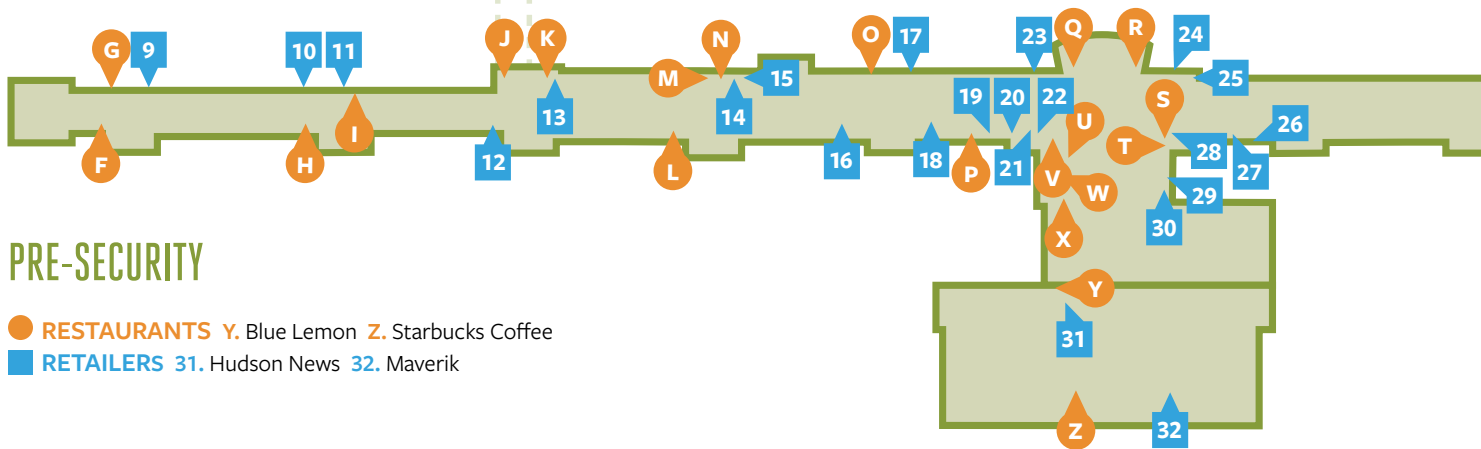 G 9 10 11 J K N O 17 23 Q R 24
M 15 25
I 13 14 19 20 22 U S 26
F H 12 L 16 18 P 21 V T 28 27
W 29
X 30
PRE-SECURITY
Y
RESTAURANTS Y. Blue Lemon Z. Starbucks Coffee
31
RETAILERS 31. Hudson News 32. Maverik
Z 32